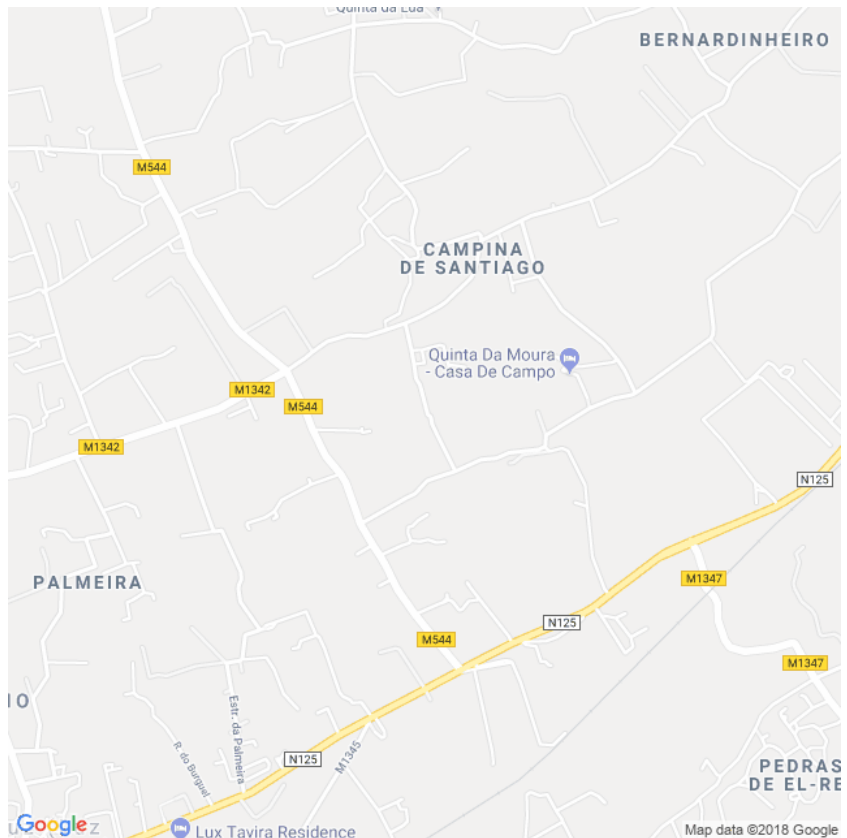 Quinta da Lua
BERNARDINHEIRO
M544
CAMPINA
DE SANTIAGO
Quinta Da Moura
- Casa De Campo
M1342
M544
M1342
N125
PALMEIRA
M1347
N125
M544
M1347
IO
Estr. da Palmeira
R. do Burguel
N125
M1345
PEDRAS
DE EL-RE
Google
Lux Tavira Residence
Map data ©2018 Google